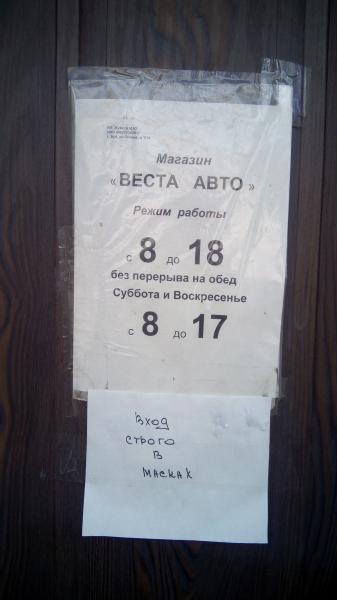 Магазин
«ВЕСТА АВТО»
Режим работы
с 8 до 18
без перерыва на обед
Суббота и Воскресенье
с 8 до 17
Вход
строго
в
масках